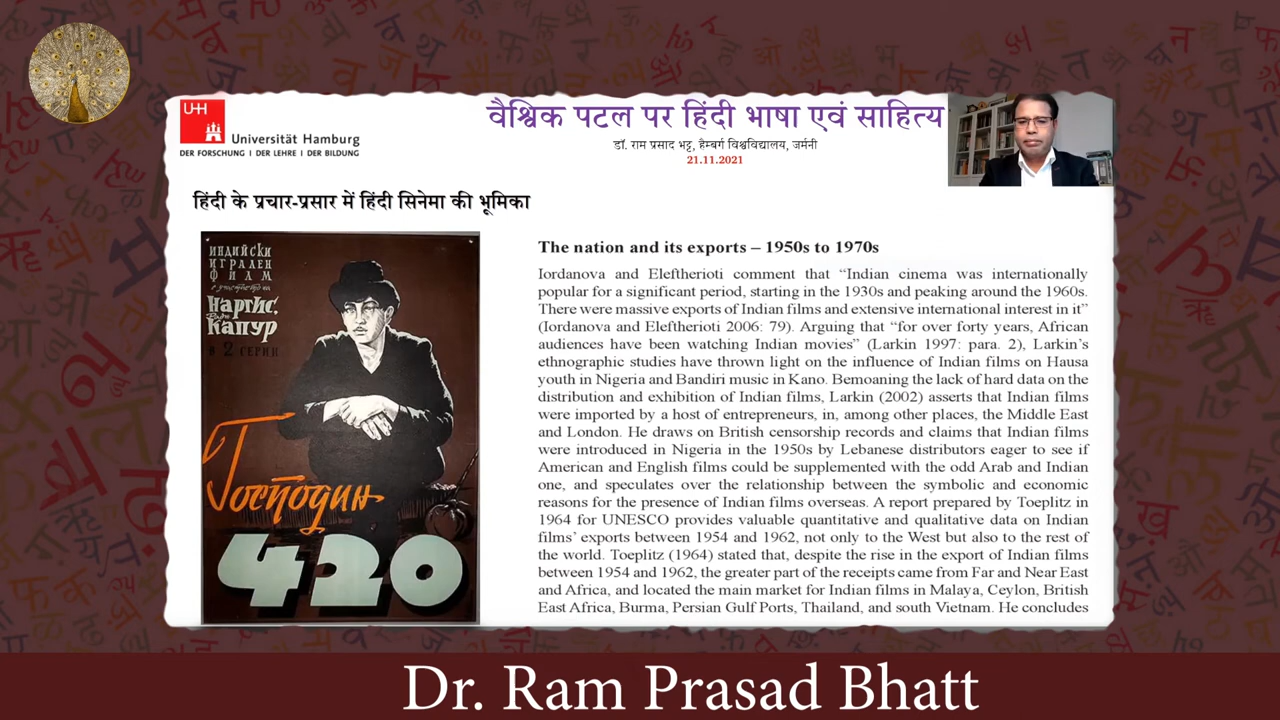 UHH
Universität Hamburg
DER FORSCHUNG | DER LEHRE | DER BILDUNG
वैश्विक पटल पर हिंदी भाषा एवं साहित्य
डॉ. राम प्रसाद भट्ट, हैम्बर्ग विश्वविद्यालय, जर्मनी
21.11.2021
हिंदी के प्रचार-प्रसार में हिंदी सिनेमा की भूमिका
ИНДИЙСКИ
ИГРАЛЕН
ФИЛМ
Наргис,
Капур
в 2 серии
Господин
420
The nation and its exports – 1950s to 1970s
Iordanova and Eleftherioti comment that “Indian cinema was internationally
popular for a significant period, starting in the 1930s and peaking around the 1960s.
There were massive exports of Indian films and extensive international interest in it”
(Iordanova and Eleftherioti 2006: 79). Arguing that “for over forty years, African
audiences have been watching Indian movies” (Larkin 1997: para. 2), Larkin’s
ethnographic studies have thrown light on the influence of Indian films on Hausa
youth in Nigeria and Bandiri music in Kano. Bemoaning the lack of hard data on the
distribution and exhibition of Indian films, Larkin (2002) asserts that Indian films
were imported by a host of entrepreneurs, in, among other places, the Middle East
and London. He draws on British censorship records and claims that Indian films
were introduced in Nigeria in the 1950s by Lebanese distributors eager to see if
American and English films could be supplemented with the odd Arab and Indian
one, and speculates over the relationship between the symbolic and economic
reasons for the presence of Indian films overseas. A report prepared by Toeplitz in
1964 for UNESCO provides valuable quantitative and qualitative data on Indian
films’ exports between 1954 and 1962, not only to the West but also to the rest of
the world. Toeplitz (1964) stated that, despite the rise in the export of Indian films
between 1954 and 1962, the greater part of the receipts came from Far and Near East
and Africa, and located the main market for Indian films in Malaya, Ceylon, British
East Africa, Burma, Persian Gulf Ports, Thailand, and south Vietnam. He concludes
Dr. Ram Prasad Bhatt